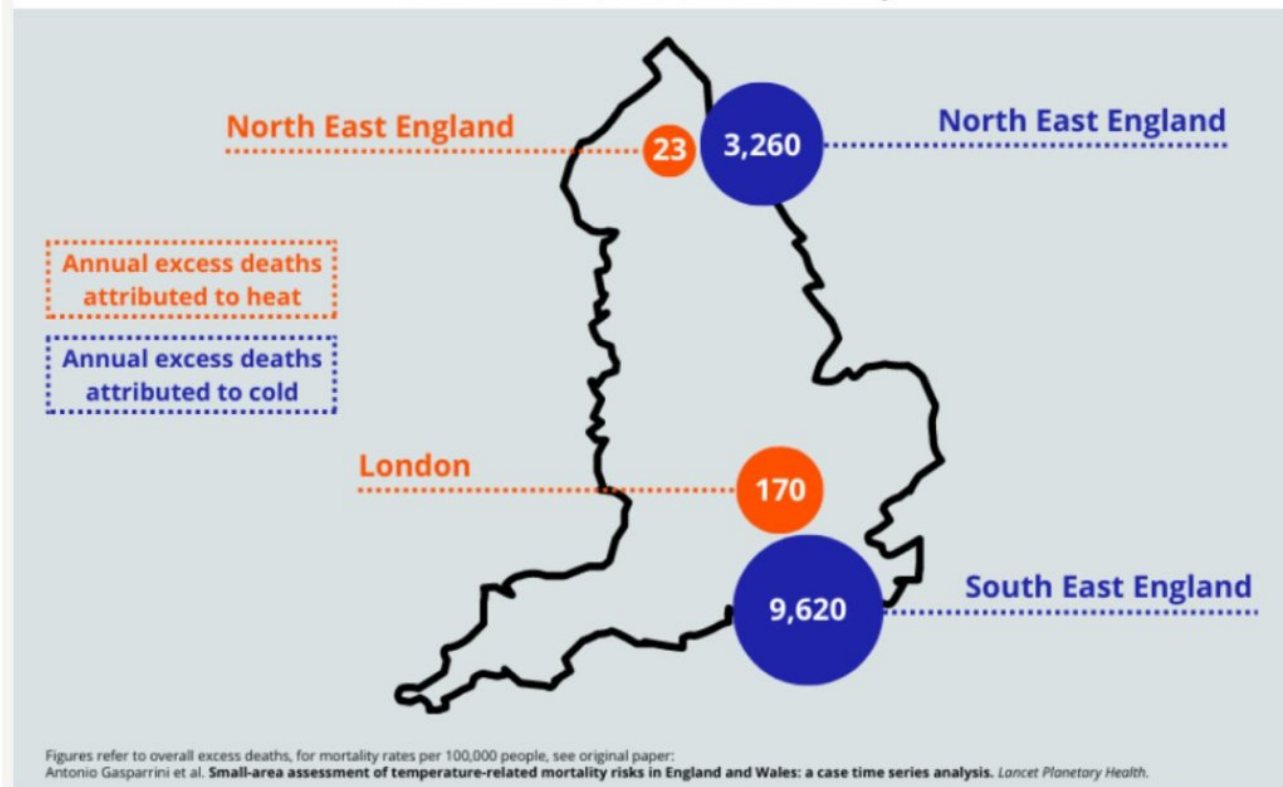 North East England
23
3,260
North East England
Annual excess deaths
attributed to heat
Annual excess deaths
attributed to cold
London
170
9,620
South East England
Figures refer to overall excess deaths, for mortality rates per 100,000 people, see original paper:
Antonio Gasparrini et al. Small-area assessment of temperature-related mortality risks in England and Wales: a case time series analysis. Lancet Planetary Health.